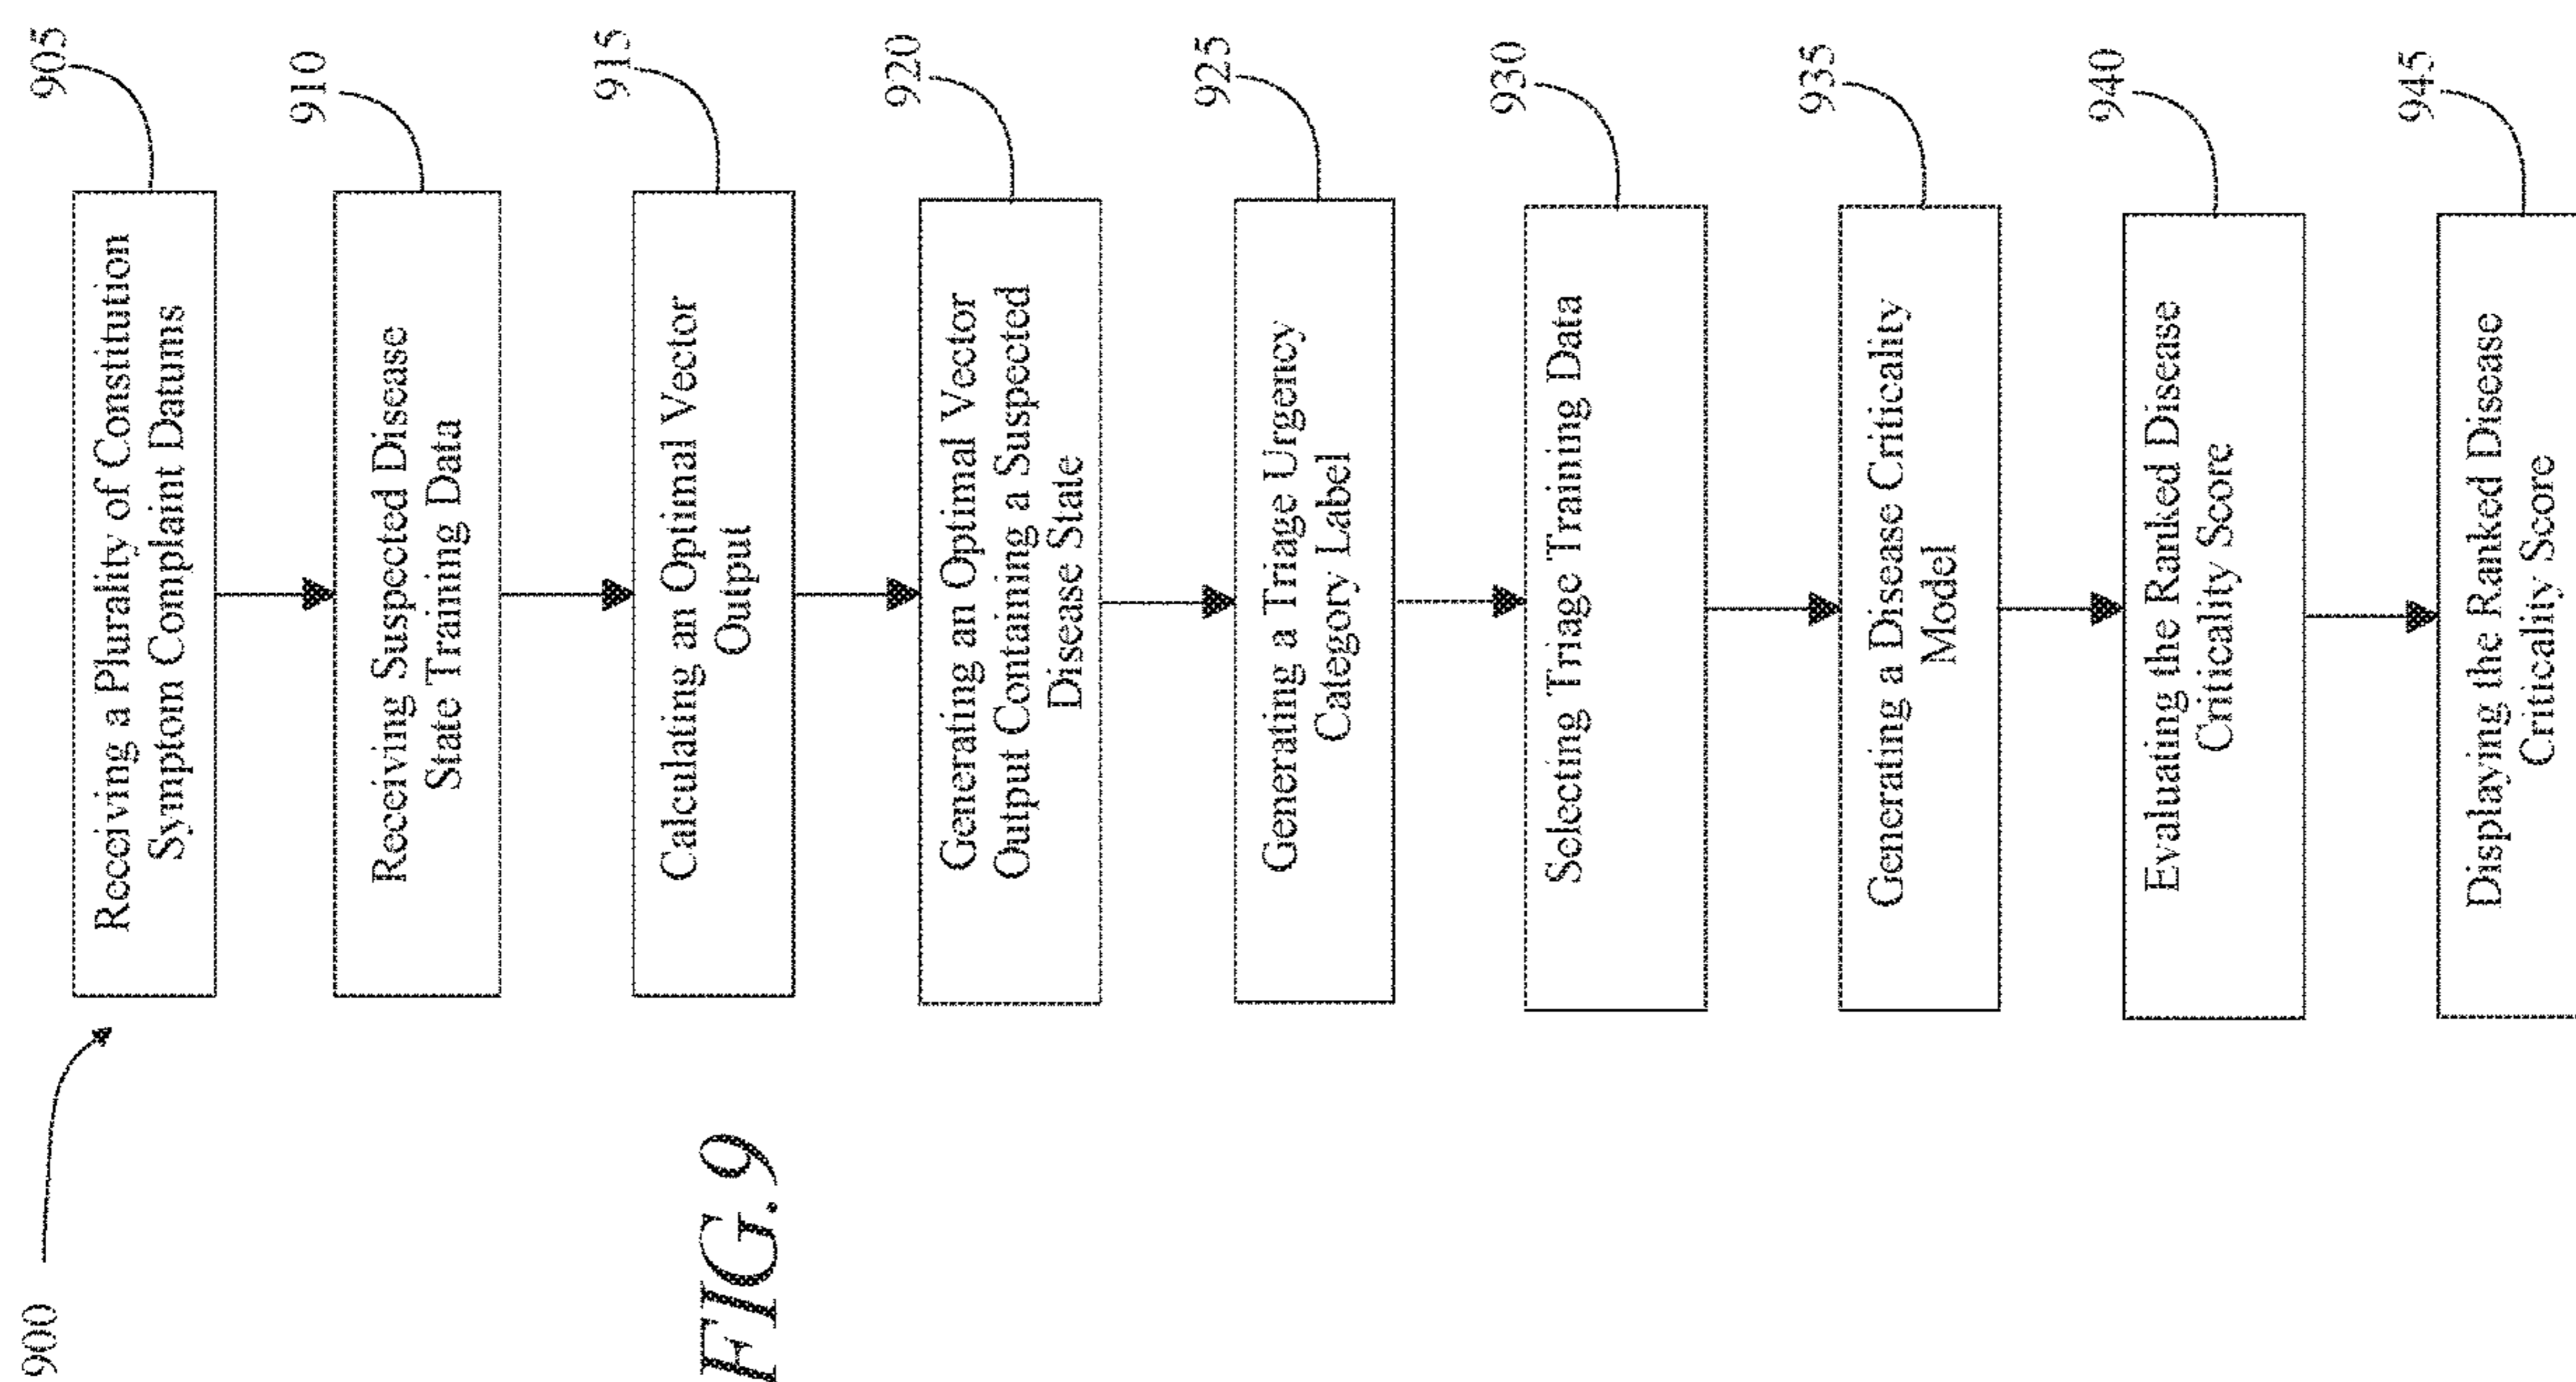 900
905
Receiving a Plurality of Constitution
Symptom Complaint Datums
910
Receiving Suspected Disease
State Training Data
915
Calculating an Optimal Vector
Output
920
Generating an Optimal Vector
Output Containing a Suspected
Disease State
925
Generating a Triage Urgency
Category Label
930
Selecting Triage Training Data
935
Generating a Disease Criticality
Model
940
Evaluating the Ranked Disease
Criticality Score
945
Displaying the Ranked Disease
Criticality Score
FIG.9